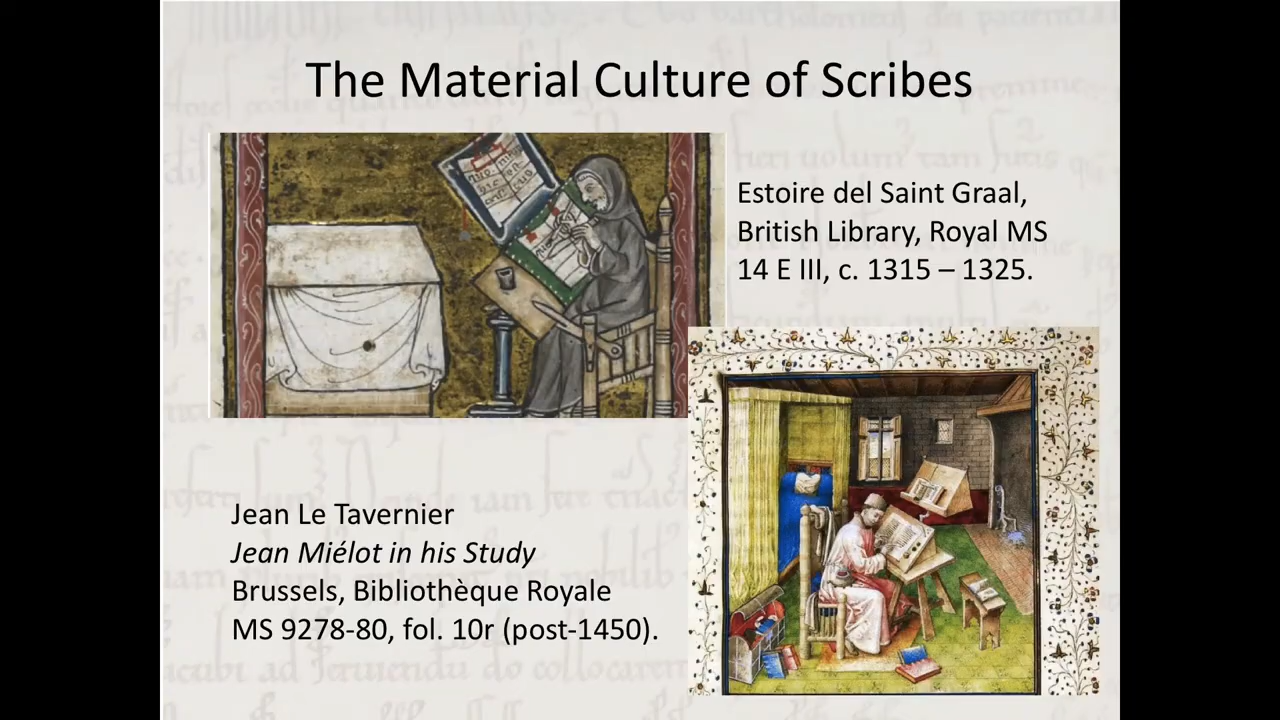 The Material Culture of Scribes
Estoire del Saint Graal,
British Library, Royal MS
14 E III, c. 1315 – 1325.
Jean Le Tavernier
Jean Miélot in his Study
Brussels, Bibliothèque Royale
MS 9278-80, fol. 10r (post-1450).